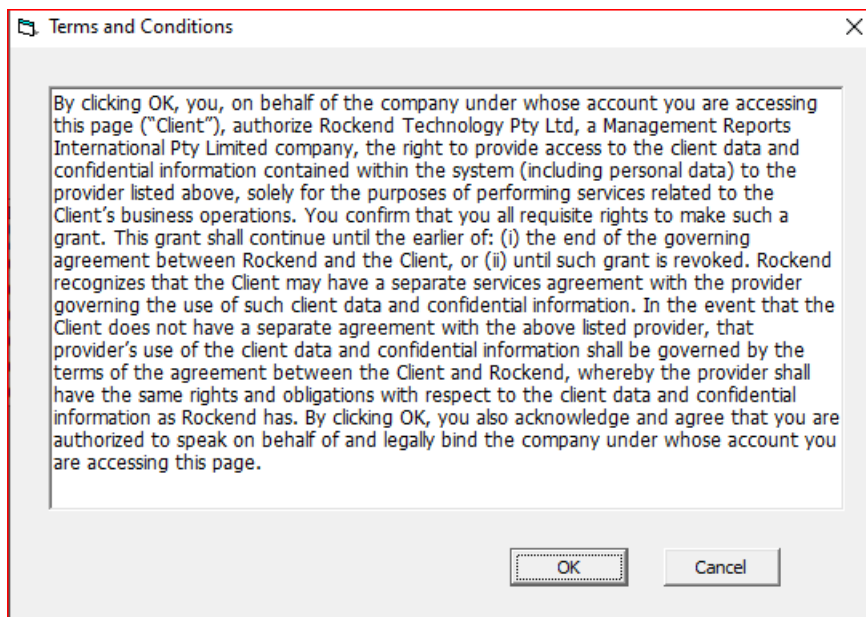 Terms and Conditions
By clicking OK, you, on behalf of the company under whose account you are accessing
this page (“Client”), authorize Rockend Technology Pty Ltd, a Management Reports
International Pty Limited company, the right to provide access to the client data and
confidential information contained within the system (including personal data) to the
provider listed above, solely for the purposes of performing services related to the
Client’s business operations. You confirm that you all requisite rights to make such a
grant. This grant shall continue until the earlier of: (i) the end of the governing
agreement between Rockend and the Client, or (ii) until such grant is revoked. Rockend
recognizes that the Client may have a separate services agreement with the provider
governing the use of such client data and confidential information. In the event that the
Client does not have a separate agreement with the above listed provider, that
provider’s use of the client data and confidential information shall be governed by the
terms of the agreement between the Client and Rockend, whereby the provider shall
have the same rights and obligations with respect to the client data and confidential
information as Rockend has. By clicking OK, you also acknowledge and agree that you are
authorized to speak on behalf of and legally bind the company under whose account you
are accessing this page.
OK Cancel